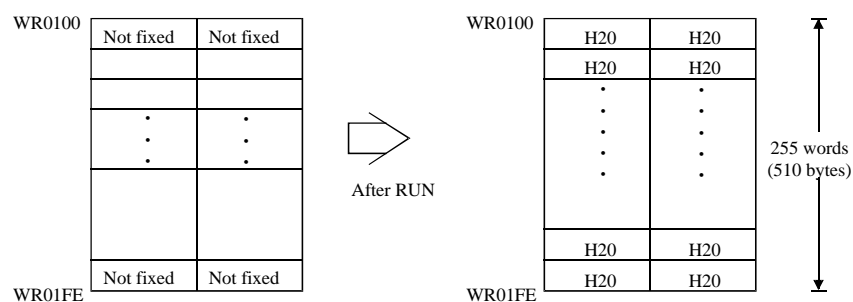 WR0100
Not fixed Not fixed
Not fixed Not fixed
WR01FE
After RUN
WR0100
H20 H20
H20 H20
H20 H20
H20 H20
WR01FE
255 words
(510 bytes)